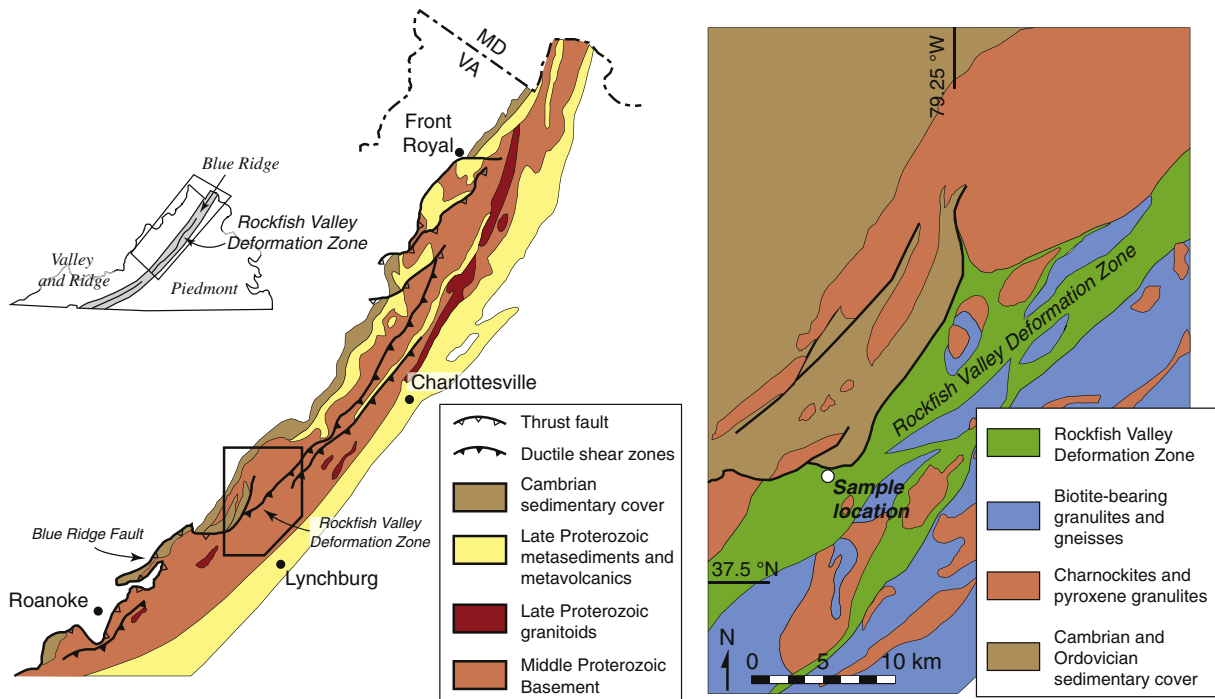 MD
VA
Front
Royal
Blue Ridge
Rockfish Valley
Deformation Zone
Valley
and Ridge
Piedmont
Charlottesville
Rockfish Valley
Deformation Zone
Blue Ridge Fault
Lynchburg
Roanoke
Thrust fault
Ductile shear zones
Cambrian
sedimentary cover
Late Proterozoic
metasediments and
metavolcanics
Late Proterozoic
granitoids
Middle Proterozoic
Basement
79.25 °W
Rockfish Valley Deformation Zone
Sample
location
37.5 °N
N
0 5 10 km
Rockfish Valley
Deformation Zone
Biotite-bearing
granulites and
gneisses
Charnockites and
pyroxene granulites
Cambrian and
Ordovician
sedimentary cover